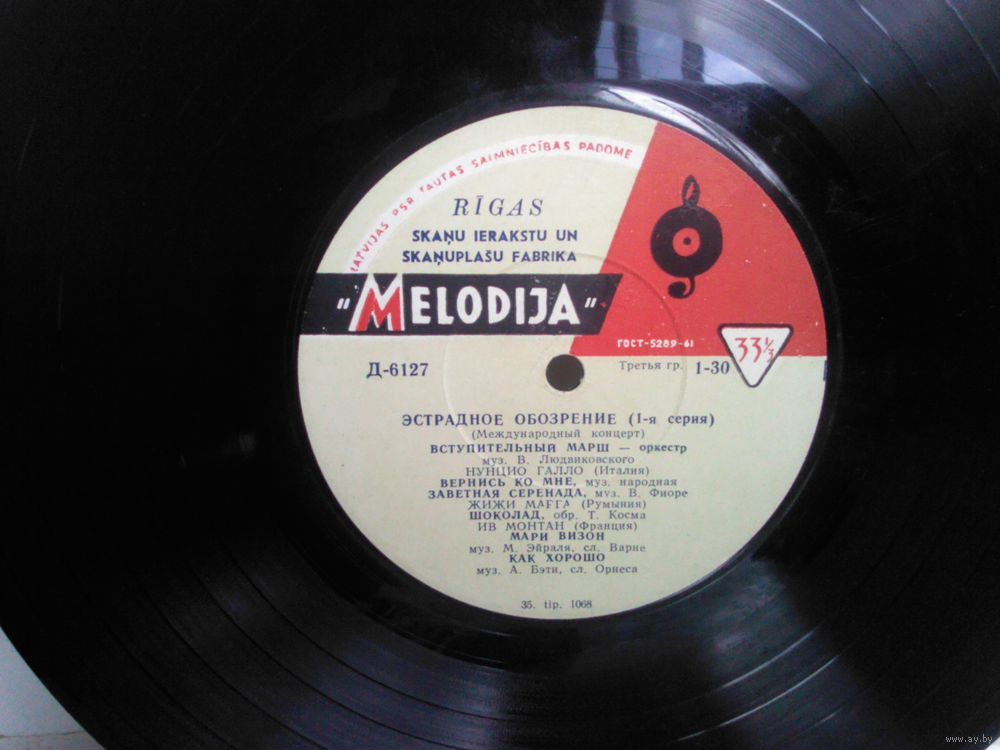 LATVIJAS PSR TAUTAS SAIMNIECĪBAS PADOME
RĪGAS
SKAŅU IERAKSTU UN
SKAŅUPLAŠU FABRIKA
"MELODIJA"
ГОСТ-5289-61
33⅓
Д-6127
Третья гр. 1-30
ЭСТРАДНОЕ ОБОЗРЕНИЕ (1-я серия)
(Международный концерт)
ВСТУПИТЕЛЬНЫЙ МАРШ — оркестр
муз. В. Людвиковского
НУНЦИО ГАЛЛО (Италия)
ВЕРНИСЬ КО МНЕ, муз. народная
ЗАВЕТНАЯ СЕРЕНАДА, муз. В. Фиоре
ЖИЖИ МАРГА (Румыния)
ШОКОЛАД, обр. Т. Косма
ИВ МОНТАН (Франция)
МАРИ ВИЗОН
муз. М. Эйраля, сл. Варне
КАК ХОРОШО
муз. А. Бэти, сл. Орнеса
35. tip. 1068
www.ay.by